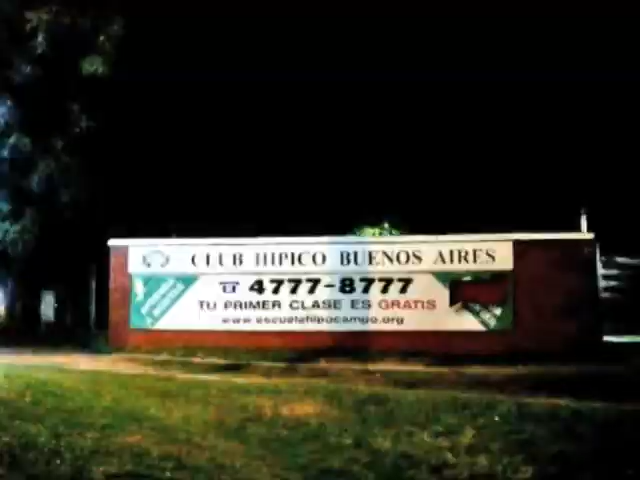 CLUB HIPICO BUENOS AIRES
4777-8777
TU PRIMER CLASE ES GRATIS
www.escuelahipocampo.org